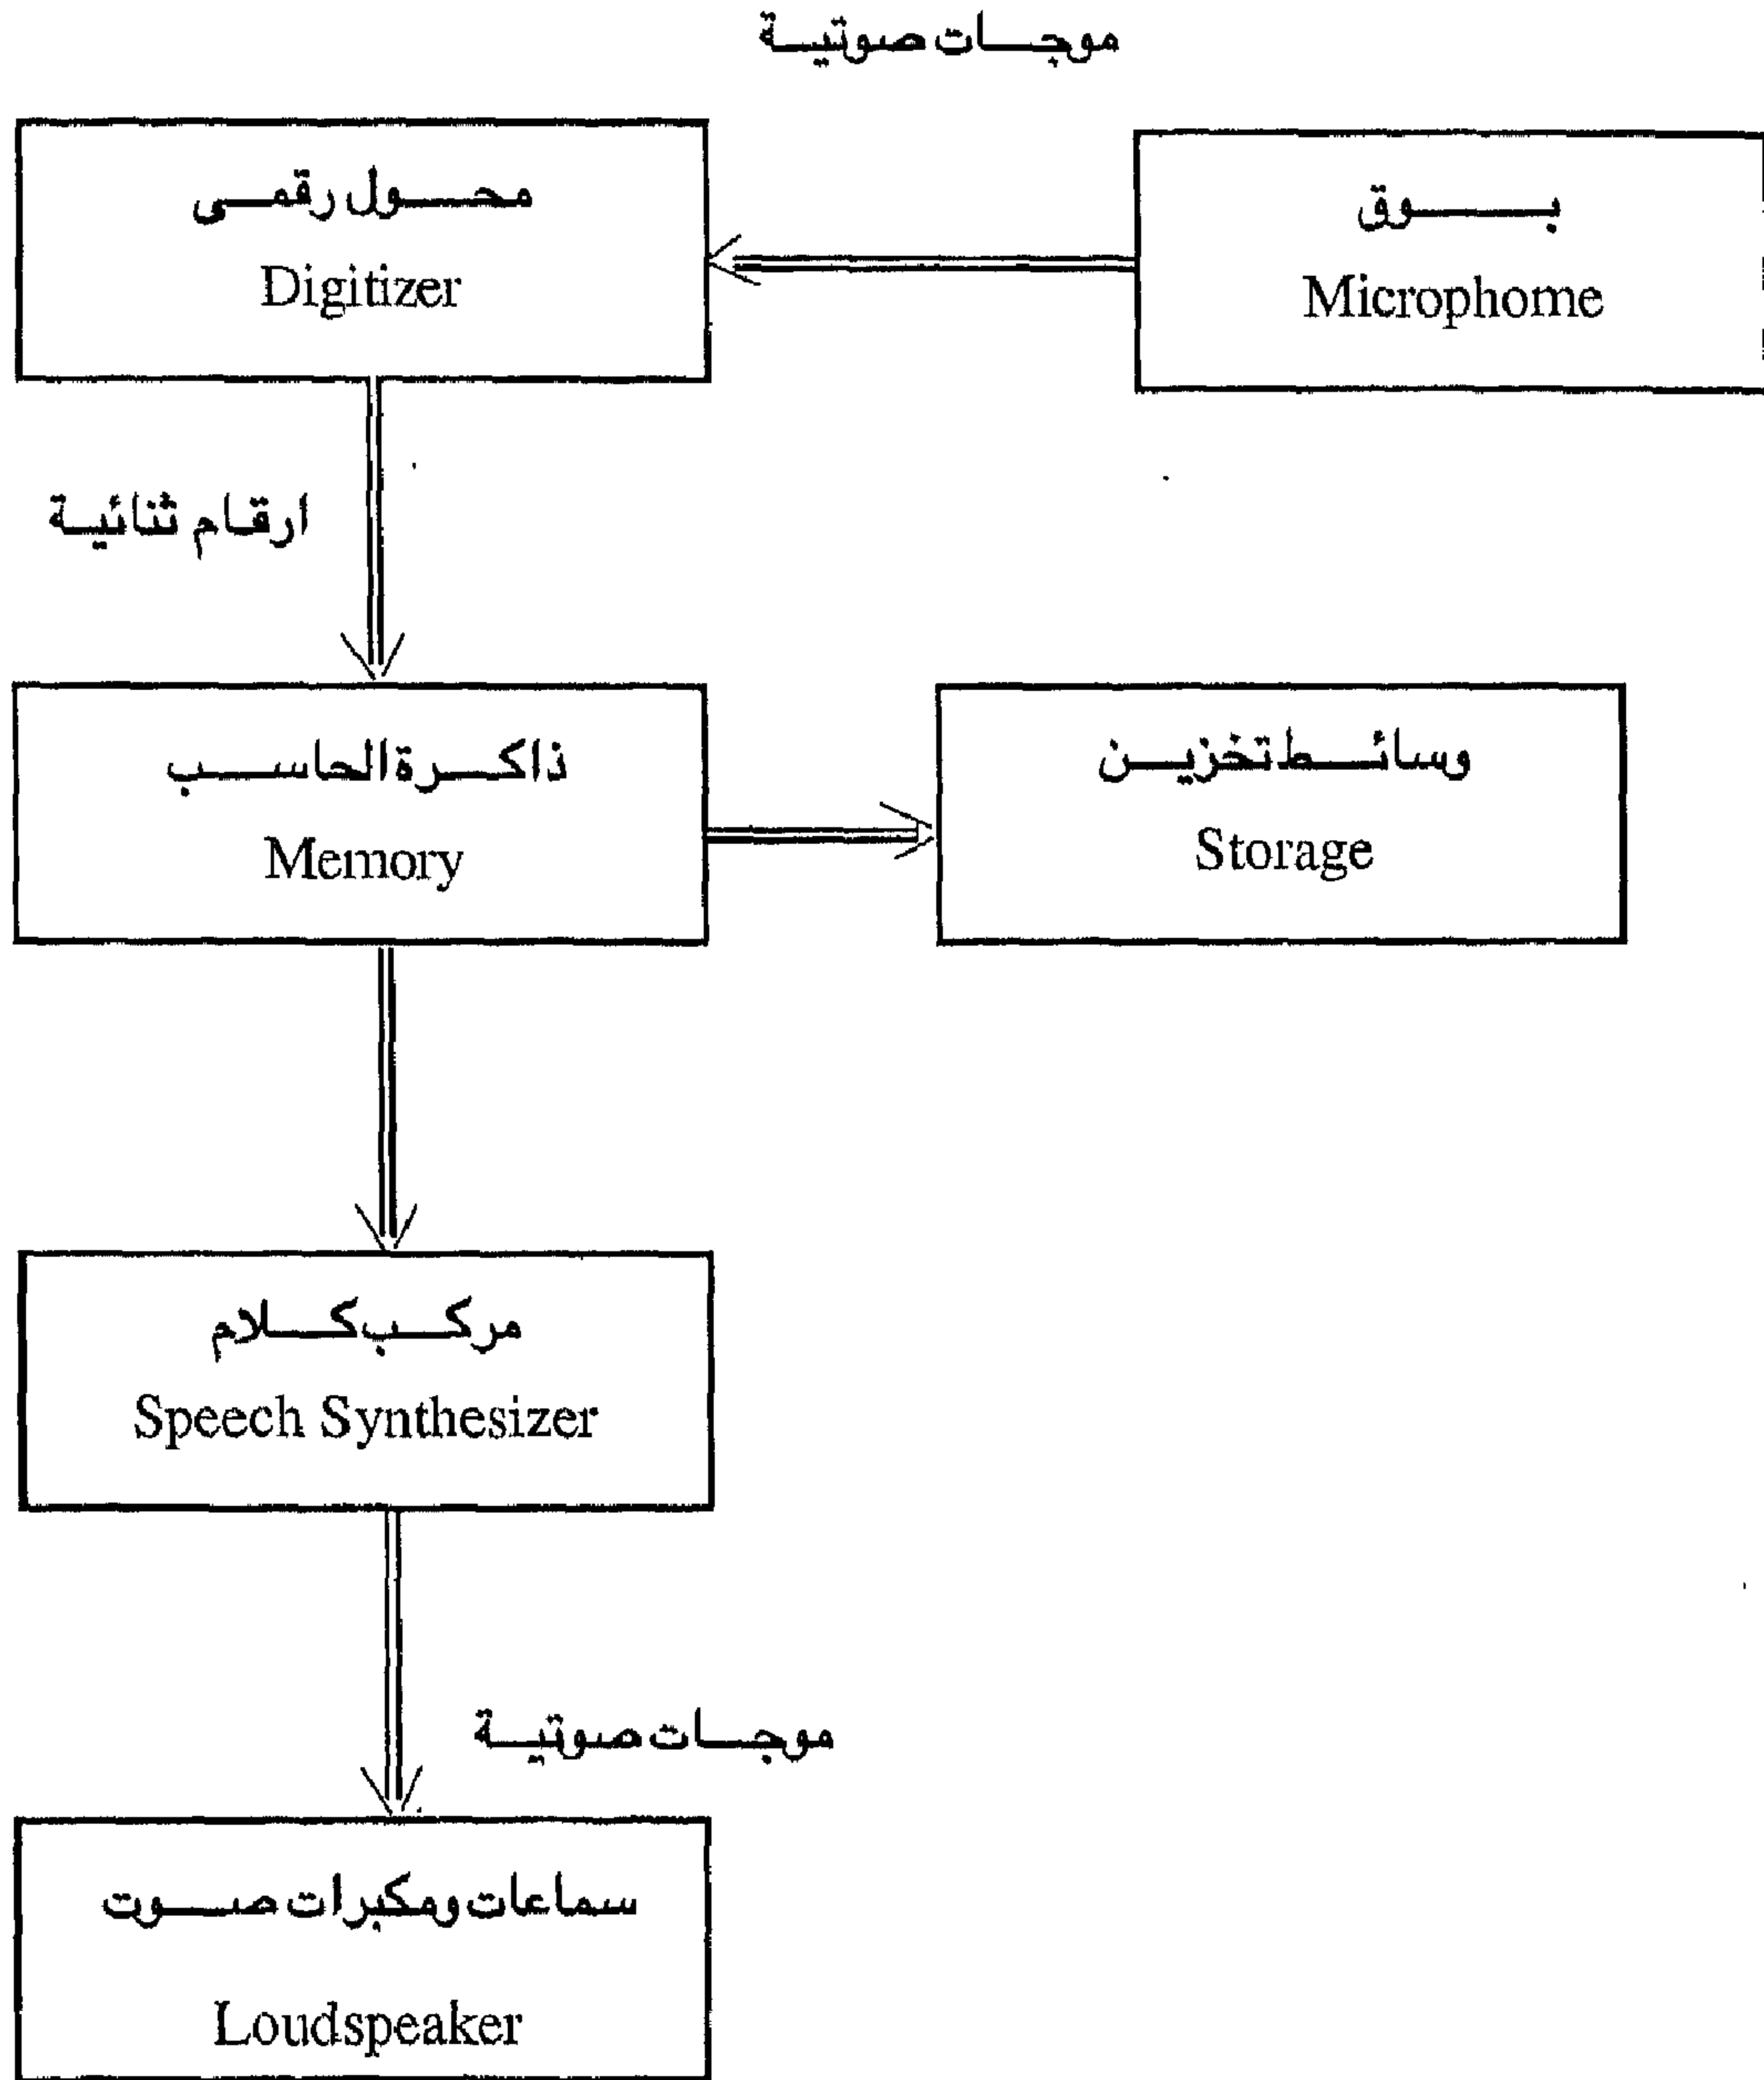 موجات صوتية
بوق
Microphome
محول رقمى
Digitizer
ارقام ثنائية
ذاكرة الحاسب
Memory
وسائط تخزين
Storage
مركب كلام
Speech Synthesizer
موجات صوتية
سماعات ومكبرات صوت
Loudspeaker